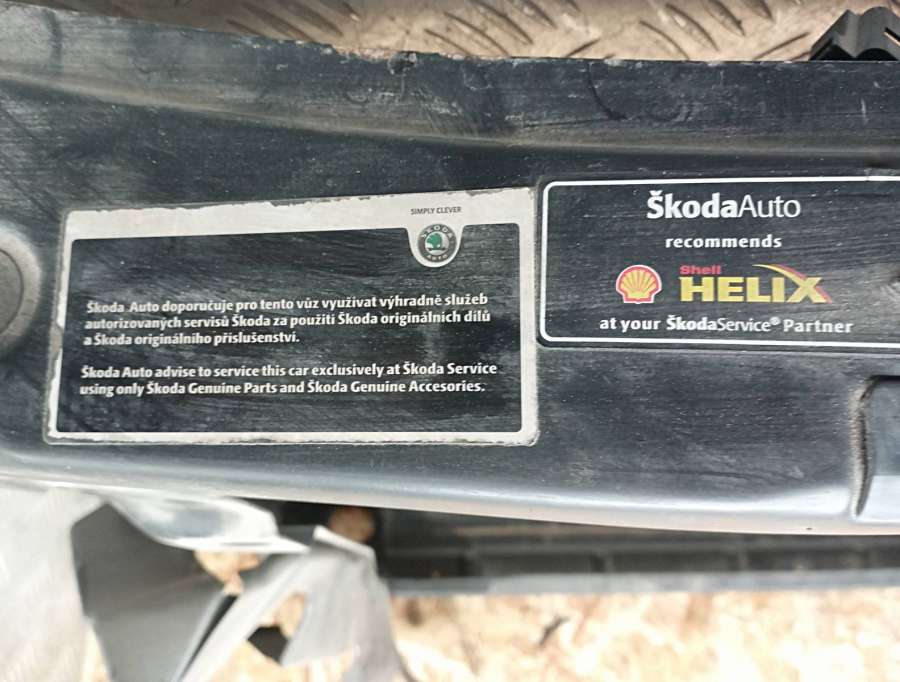 SIMPLY CLEVER
ŠKODA
AUTO
Škoda Auto doporučuje pro tento vůz využívat výhradně služeb
autorizovaných servisů Škoda za použití Škoda originálních dílů
a Škoda originálního příslušenství.
Škoda Auto advise to service this car exclusively at Škoda Service
using only Škoda Genuine Parts and Škoda Genuine Accesories.
ŠkodaAuto
recommends
Shell
HELIX
at your ŠkodaService® Partner